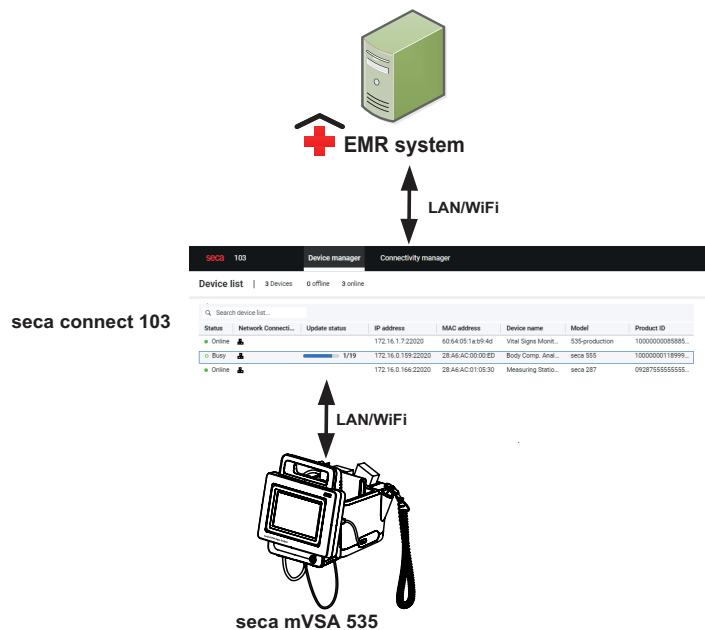 EMR system
LAN/WiFi
seca 103 Device manager Connectivity manager
Device list | 3 Devices 0 offline 3 online
Search device list...
seca connect 103
Status Network Connecti... Update status IP address MAC address Device name Model Product ID
Online 172.16.1.7:22020 60:64:05:1a:b9:4d Vital Signs Monit... 535-production 10000000085885...
Busy 1/19 172.16.0.159:22020 28:A6:AC:00:00:ED Body Comp. Anal... seca 555 10000000118999...
Online 172.16.0.166:22020 28:A6:AC:01:05:30 Measuring Statio... seca 287 09287555555555...
LAN/WiFi
seca mVSA 535